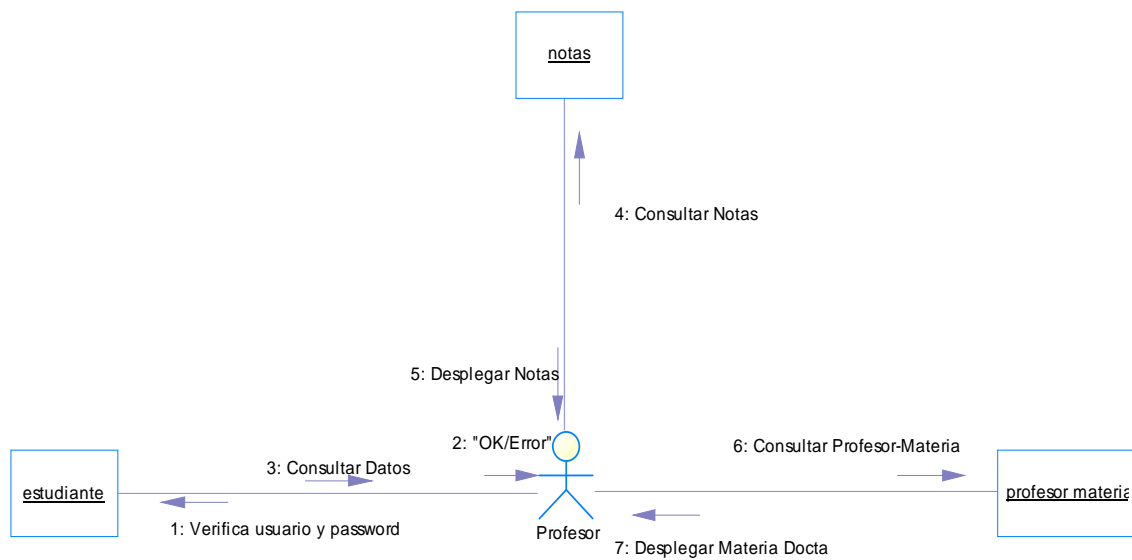 notas
4: Consultar Notas
5: Desplegar Notas
2: "OK/Error"
6: Consultar Profesor-Materia
3: Consultar Datos
estudiante
profesor materia
1: Verifica usuario y password
Profesor
7: Desplegar Materia Docta